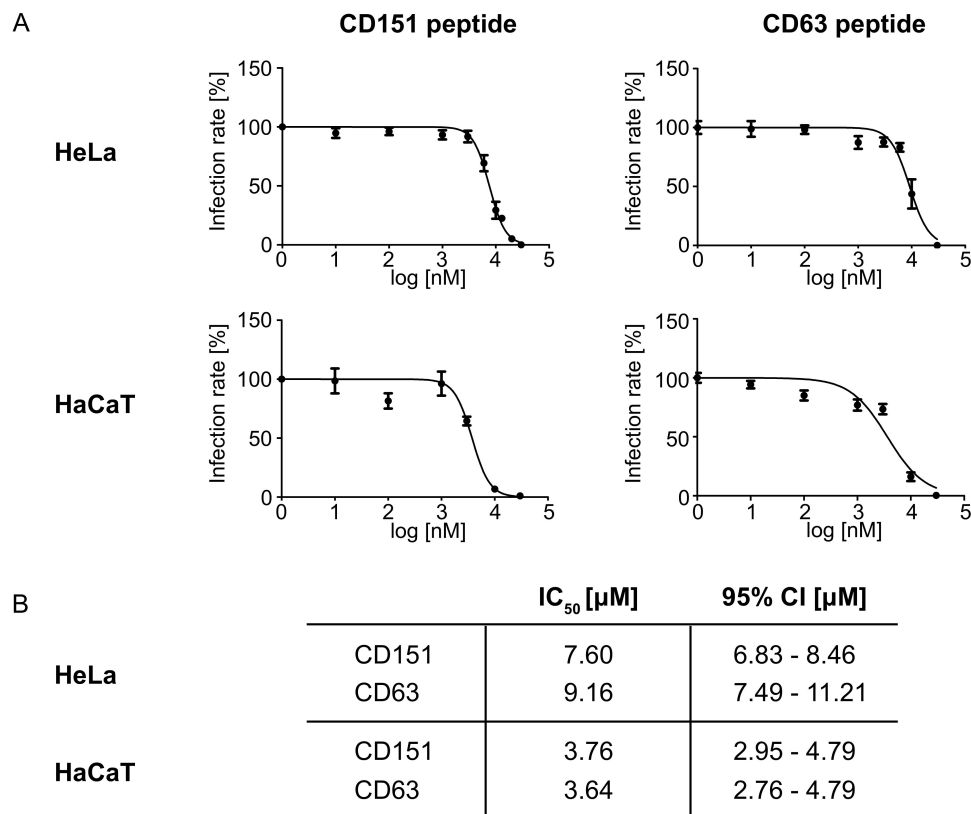 A
CD151 peptide
CD63 peptide
HeLa
Infection rate [%]
150
100
50
0
0 1 2 3 4 5
log [nM]
Infection rate [%]
150
100
50
0
0 1 2 3 4 5
log [nM]
HaCaT
Infection rate [%]
150
100
50
0
0 1 2 3 4 5
log [nM]
Infection rate [%]
150
100
50
0
0 1 2 3 4 5
log [nM]
B
IC50 [µM] 95% CI [µM]
HeLa
CD151 7.60 6.83 - 8.46
CD63 9.16 7.49 - 11.21
HaCaT
CD151 3.76 2.95 - 4.79
CD63 3.64 2.76 - 4.79